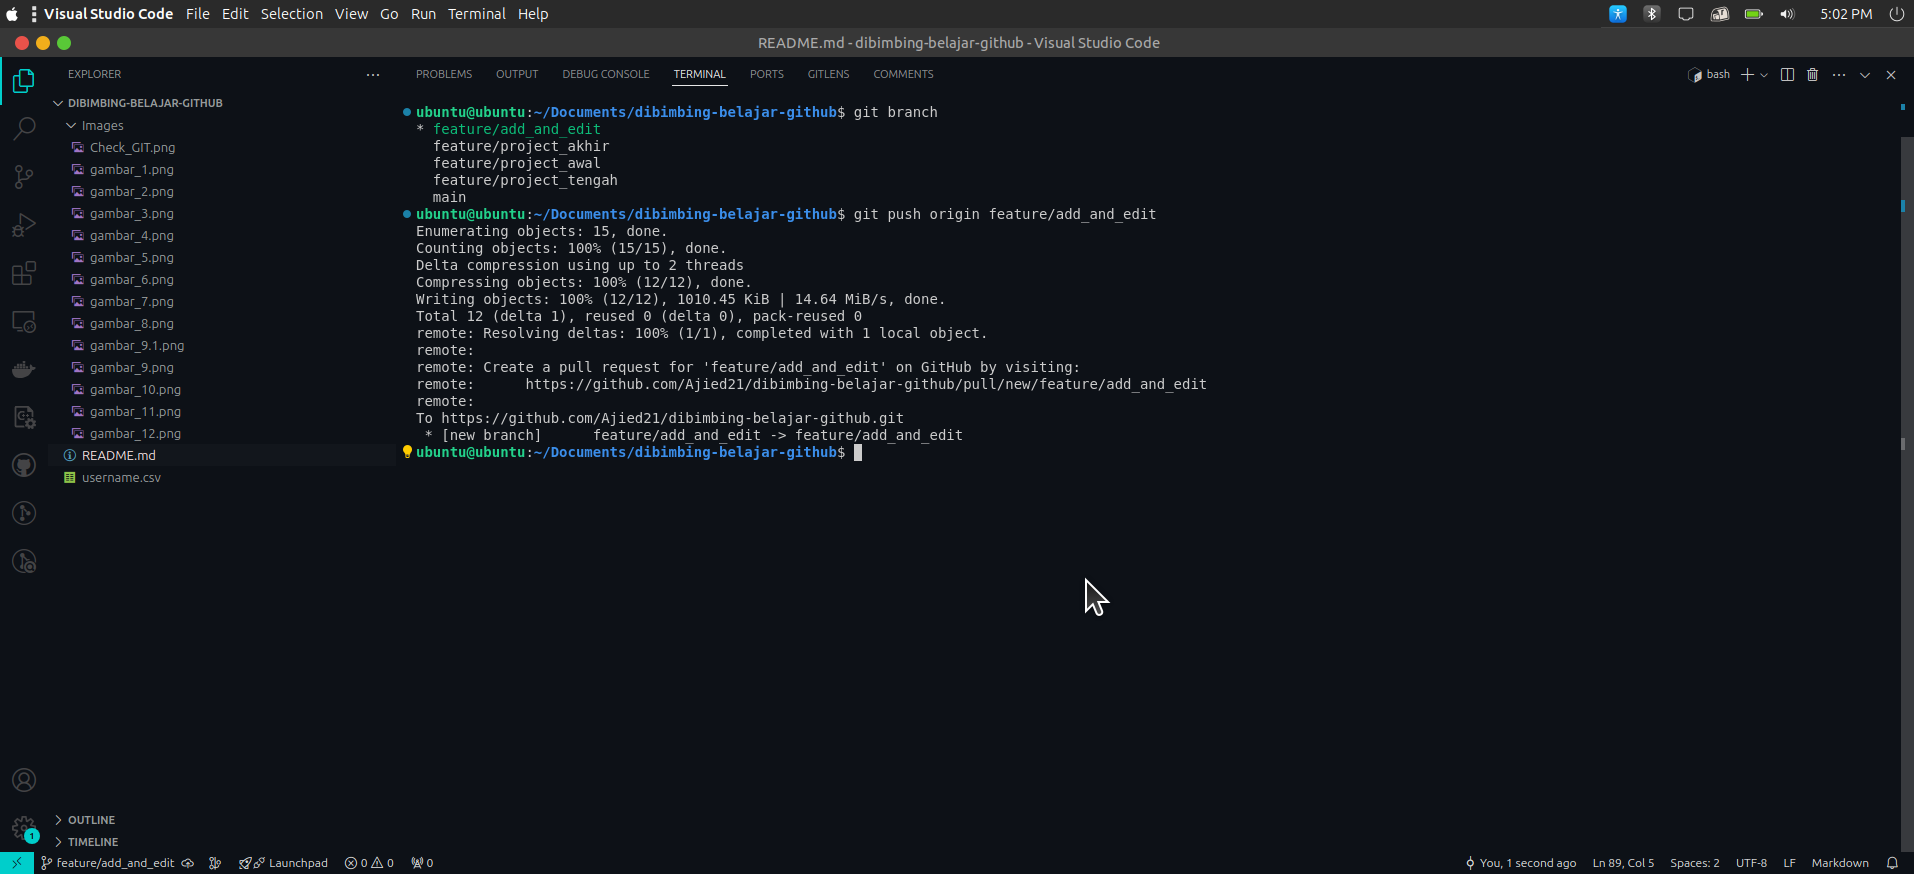 Visual Studio Code File Edit Selection View Go Run Terminal Help 5:02 PM
README.md - dibimbing-belajar-github - Visual Studio Code
EXPLORER
DIBIMBING-BELAJAR-GITHUB
Images
Check_GIT.png
gambar_1.png
gambar_2.png
gambar_3.png
gambar_4.png
gambar_5.png
gambar_6.png
gambar_7.png
gambar_8.png
gambar_9.1.png
gambar_9.png
gambar_10.png
gambar_11.png
gambar_12.png
README.md
username.csv
OUTLINE
TIMELINE
PROBLEMS OUTPUT DEBUG CONSOLE TERMINAL PORTS GITLENS COMMENTS bash
ubuntu@ubuntu:~/Documents/dibimbing-belajar-github$ git branch
* feature/add_and_edit
feature/project_akhir
feature/project_awal
feature/project_tengah
main
ubuntu@ubuntu:~/Documents/dibimbing-belajar-github$ git push origin feature/add_and_edit
Enumerating objects: 15, done.
Counting objects: 100% (15/15), done.
Delta compression using up to 2 threads
Compressing objects: 100% (12/12), done.
Writing objects: 100% (12/12), 1010.45 KiB | 14.64 MiB/s, done.
Total 12 (delta 1), reused 0 (delta 0), pack-reused 0
remote: Resolving deltas: 100% (1/1), completed with 1 local object.
remote:
remote: Create a pull request for 'feature/add_and_edit' on GitHub by visiting:
remote:      https://github.com/Ajied21/dibimbing-belajar-github/pull/new/feature/add_and_edit
remote:
To https://github.com/Ajied21/dibimbing-belajar-github.git
* [new branch]      feature/add_and_edit -> feature/add_and_edit
ubuntu@ubuntu:~/Documents/dibimbing-belajar-github$
1
feature/add_and_edit Launchpad 0 0 0 You, 1 second ago Ln 89, Col 5 Spaces: 2 UTF-8 LF Markdown